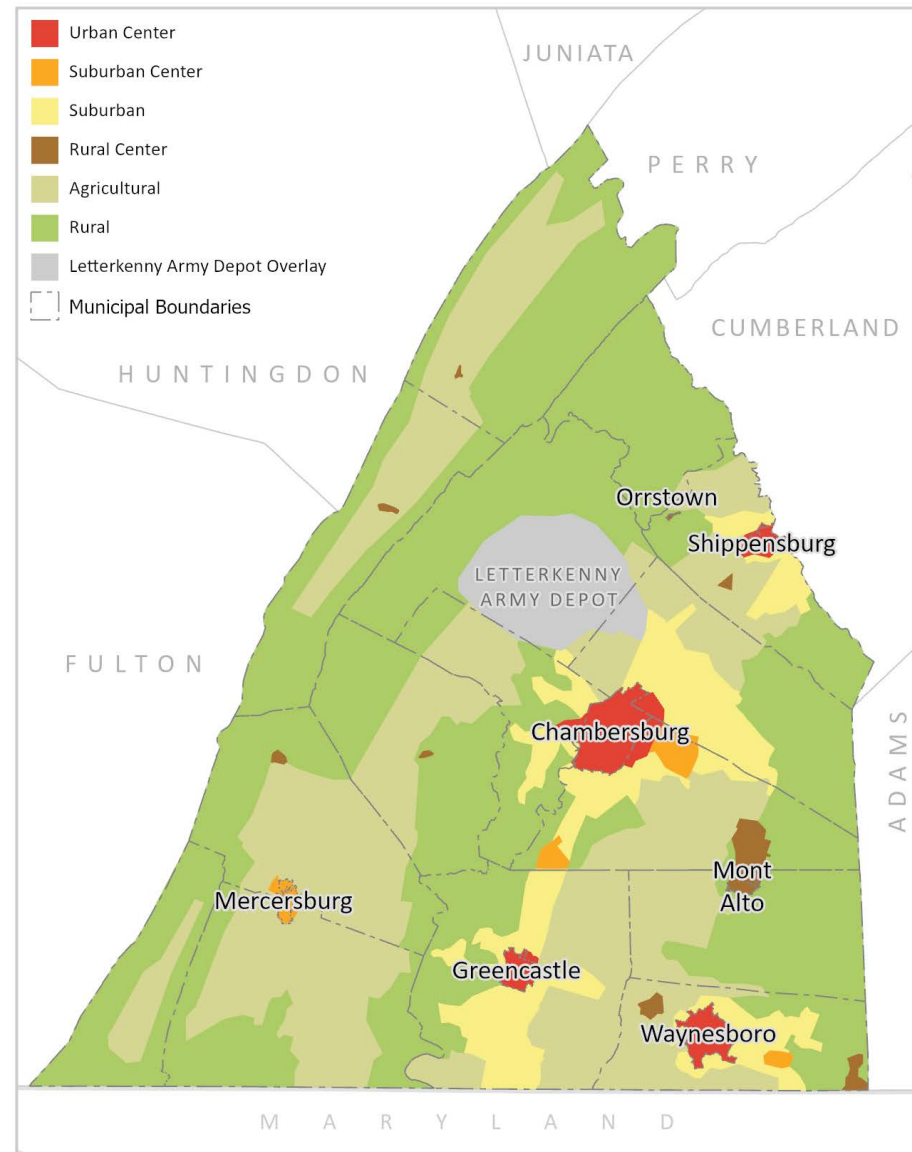 Urban Center
Suburban Center
Suburban
Rural Center
Agricultural
Rural
Letterkenny Army Depot Overlay
Municipal Boundaries
JUNIATA
PERRY
CUMBERLAND
HUNTINGDON
Orrstown
Shippensburg
LETTERKENNY
ARMY DEPOT
FULTON
ADAMS
Chambersburg
Mont
Alto
Mercersburg
Greencastle
Waynesboro
MARYLAND